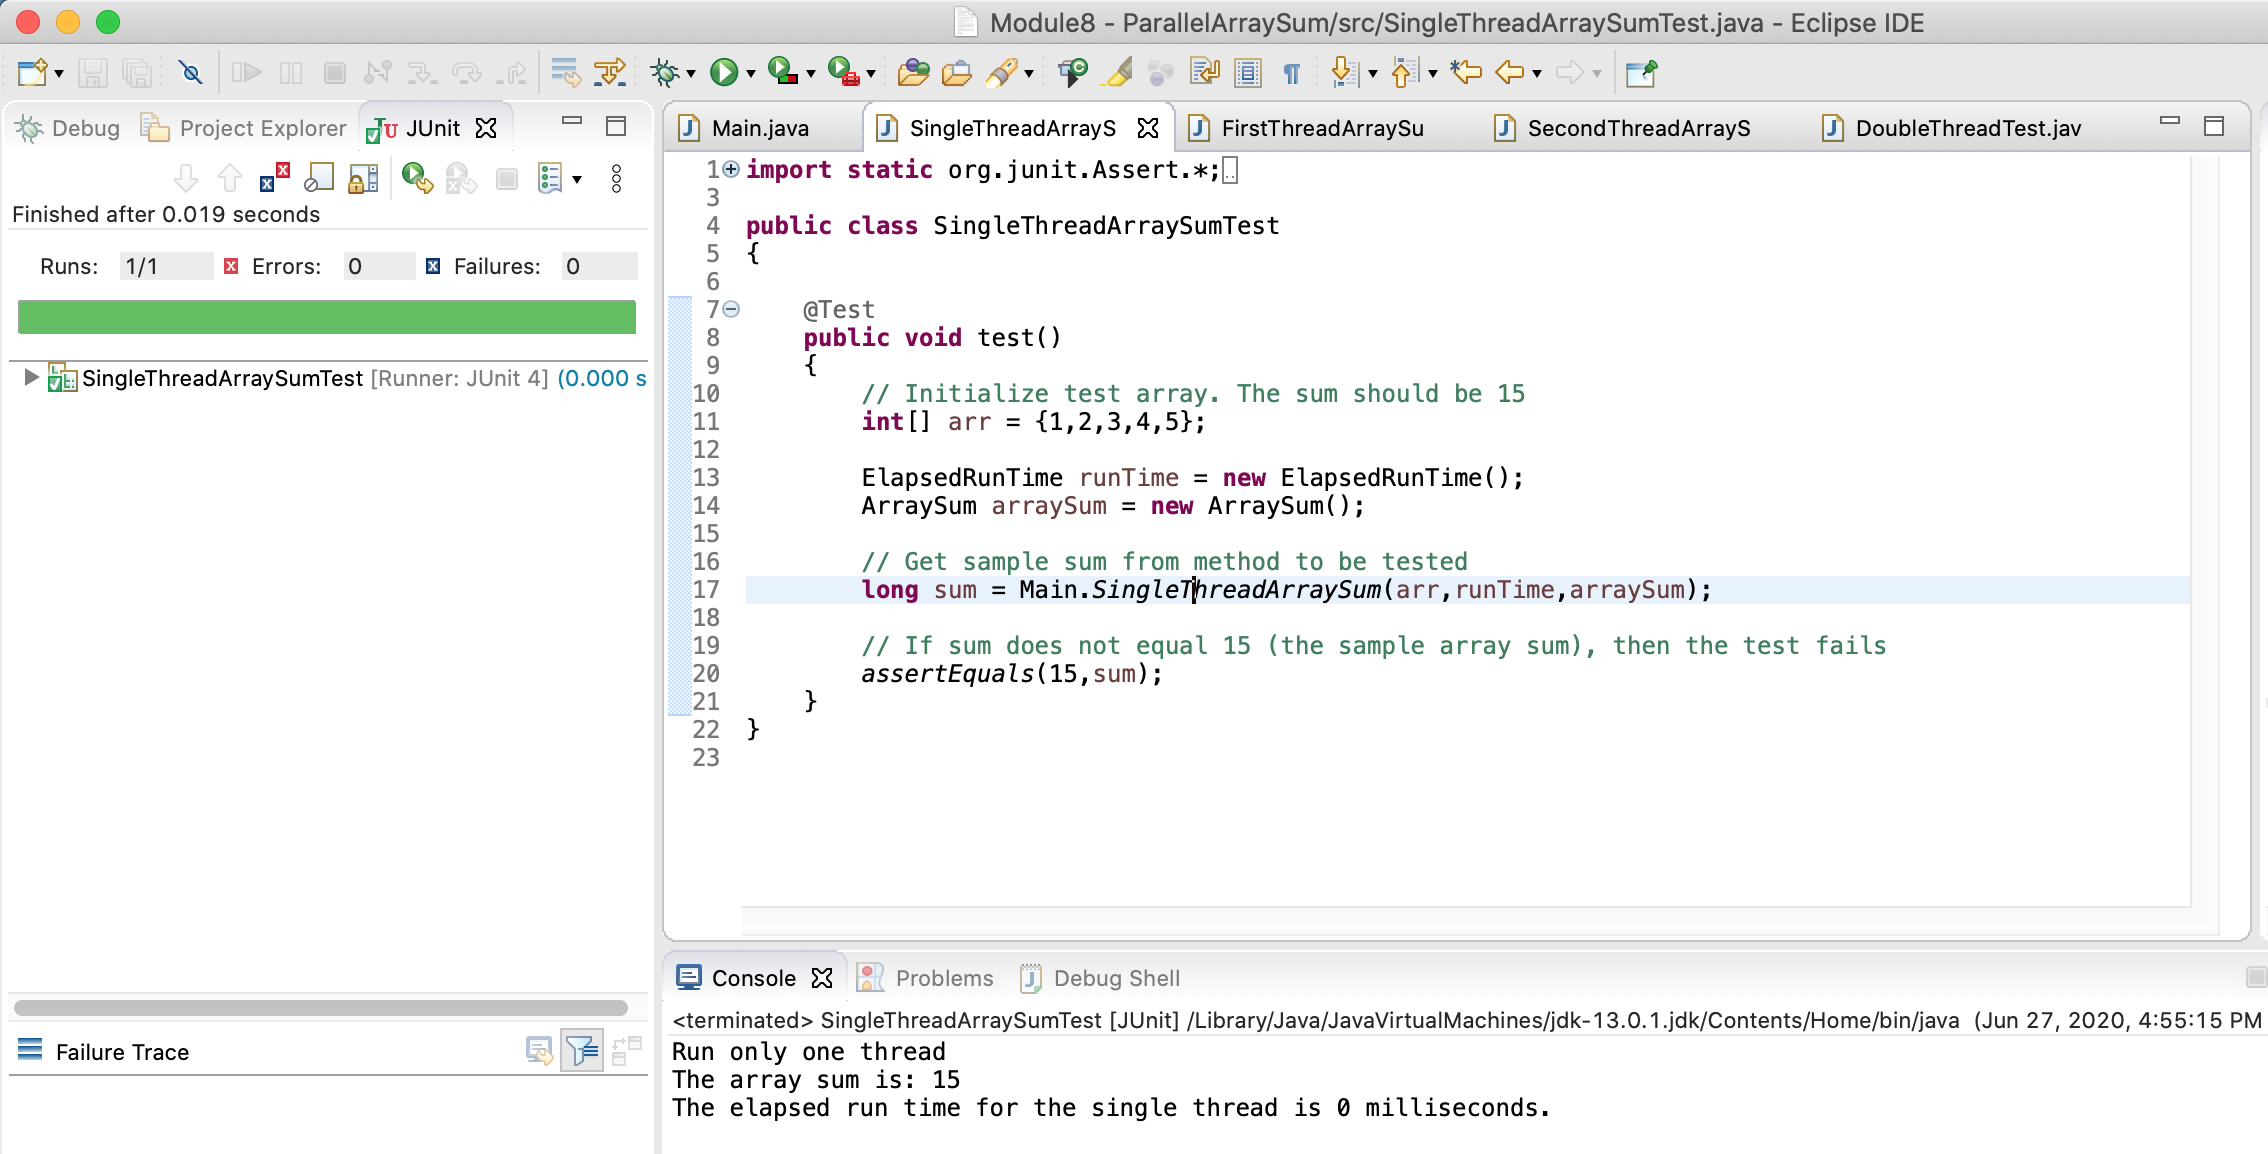 Module8 - ParallelArraySum/src/SingleThreadArraySumTest.java - Eclipse IDE
Debug Project Explorer JUnit
Finished after 0.019 seconds
Runs: 1/1 Errors: 0 Failures: 0
SingleThreadArraySumTest [Runner: JUnit 4] (0.000 s
Failure Trace
Main.java SingleThreadArrayS FirstThreadArraySu SecondThreadArrayS DoubleThreadTest.jav
1 import static org.junit.Assert.*;
3
4 public class SingleThreadArraySumTest
5 {
6
7 @Test
8 public void test()
9 {
10 // Initialize test array. The sum should be 15
11 int[] arr = {1,2,3,4,5};
12
13 ElapsedRunTime runTime = new ElapsedRunTime();
14 ArraySum arraySum = new ArraySum();
15
16 // Get sample sum from method to be tested
17 long sum = Main.SingleThreadArraySum(arr,runTime,arraySum);
18
19 // If sum does not equal 15 (the sample array sum), then the test fails
20 assertEquals(15,sum);
21 }
22 }
23
Console Problems Debug Shell
<terminated> SingleThreadArraySumTest [JUnit] /Library/Java/JavaVirtualMachines/jdk-13.0.1.jdk/Contents/Home/bin/java (Jun 27, 2020, 4:55:15 PM
Run only one thread
The array sum is: 15
The elapsed run time for the single thread is 0 milliseconds.